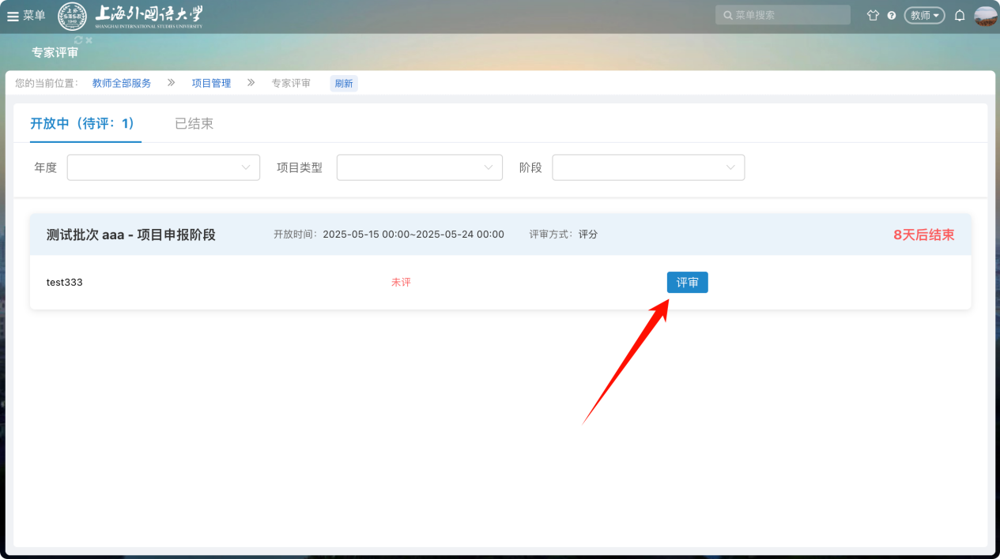 菜单
上海外国语大学
SHANGHAI INTERNATIONAL STUDIES UNIVERSITY
菜单搜索
教师
专家评审
您的当前位置： 教师全部服务 » 项目管理 » 专家评审 刷新
开放中（待评：1） 已结束
年度 项目类型 阶段
测试批次 aaa - 项目申报阶段 开放时间：2025-05-15 00:00~2025-05-24 00:00 评审方式：评分 8天后结束
test333 未评 评审